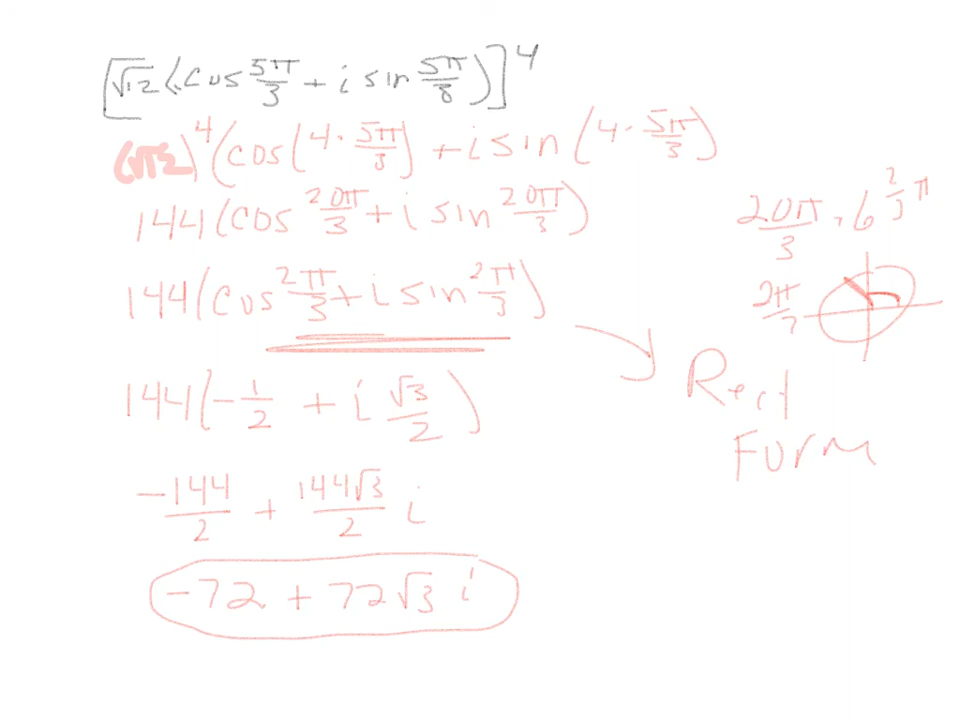 [√12 (cos 5π/3 + i sin 5π/8)]^4
(√12)^4 (cos(4 · 5π/3) + i sin(4 · 5π/3)
144 (cos 20π/3 + i sin 20π/3)
20π/3 = 6 2/3 π
144 (cos 2π/3 + i sin 2π/3)
2π/3
144 (-1/2 + i √3/2)
Rect
Form
-144/2 + 144√3/2 i
-72 + 72√3 i